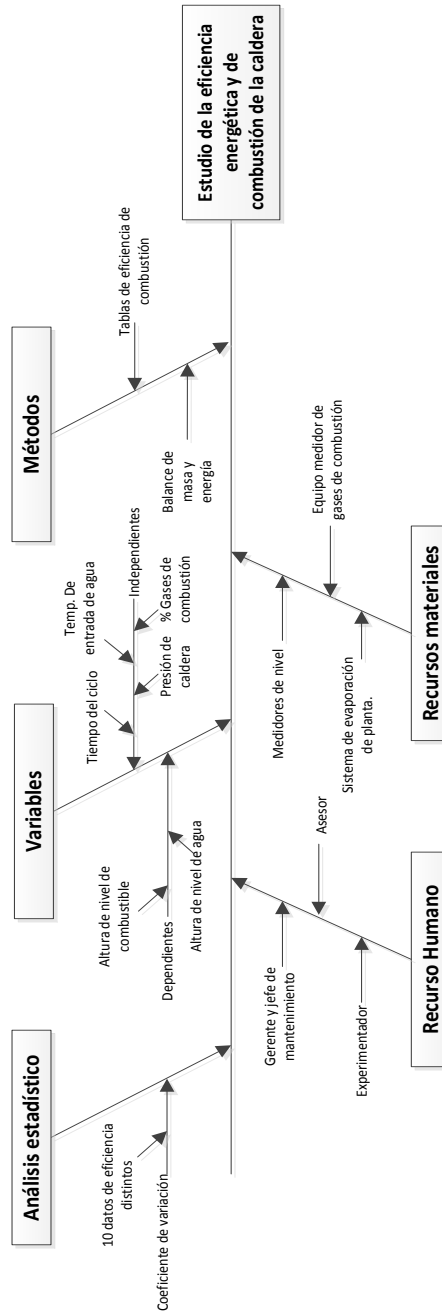 Análisis estadístico
10 datos de eficiencia
distintos
Coeficiente de variación
Variables
Tiempo del ciclo
Temp. De
entrada de agua
Independientes
Presión de
caldera
% Gases de
combustión
Altura de nivel de
combustible
Dependientes
Altura de nivel de agua
Métodos
Tablas de eficiencia de
combustión
Balance de
masa y
energía
Estudio de la eficiencia
energética y de
combustión de la caldera
Gerente y jefe de
mantenimiento
Asesor
Experimentador
Recurso Humano
Medidores de nivel
Equipo medidor de
gases de combustión
Sistema de evaporación
de planta.
Recursos materiales